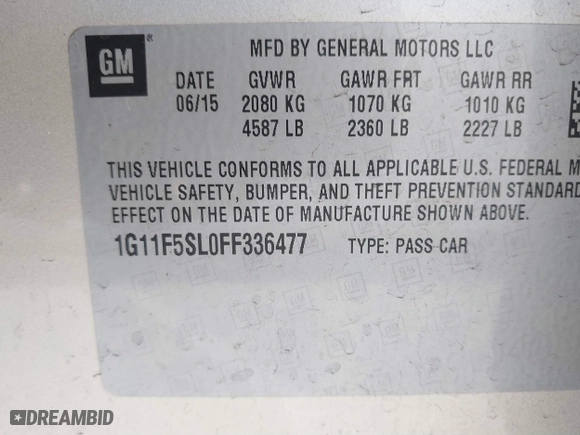 GM ® MFD BY GENERAL MOTORS LLC
DATE GVWR GAWR FRT GAWR RR
06/15 2080 KG 1070 KG 1010 KG
4587 LB 2360 LB 2227 LB
THIS VEHICLE CONFORMS TO ALL APPLICABLE U.S. FEDERAL M
VEHICLE SAFETY, BUMPER, AND THEFT PREVENTION STANDARD
EFFECT ON THE DATE OF MANUFACTURE SHOWN ABOVE.
1G11F5SL0FF336477 TYPE: PASS CAR
DREAMBID